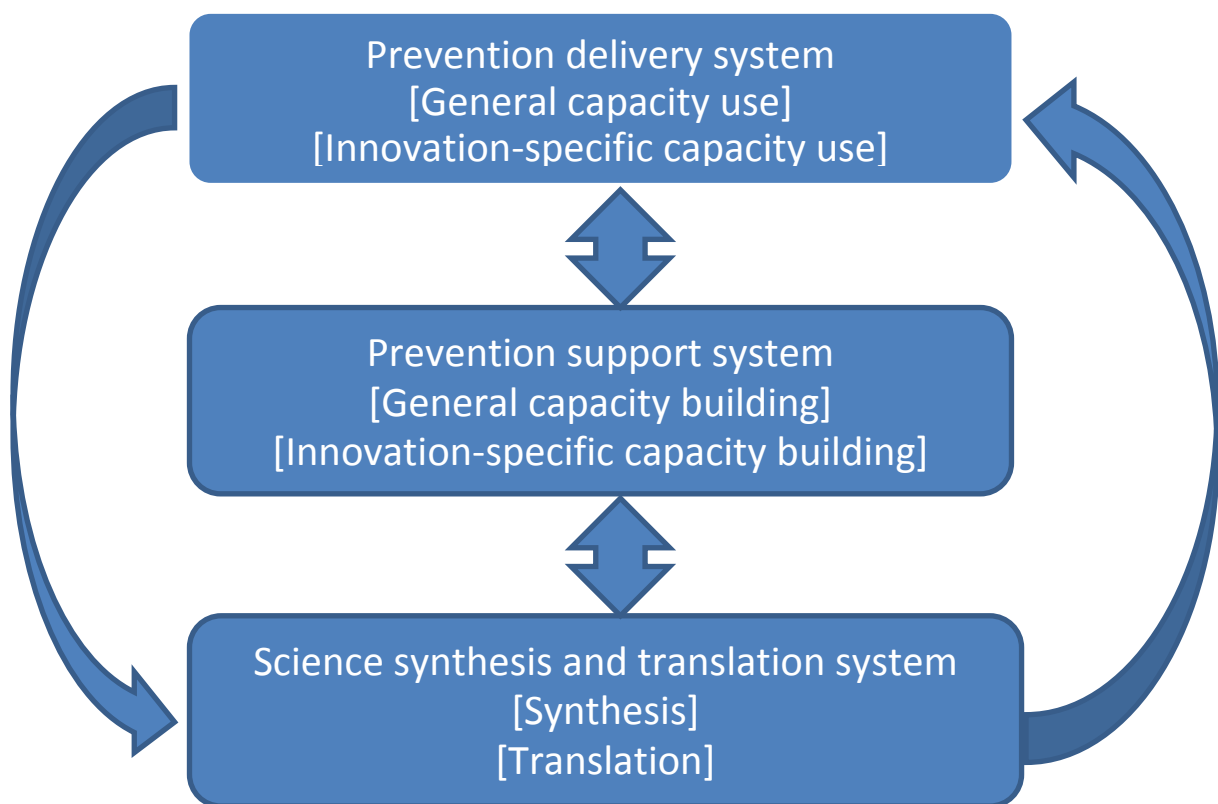 Prevention delivery system
[General capacity use]
[Innovation-specific capacity use]
Prevention support system
[General capacity building]
[Innovation-specific capacity building]
Science synthesis and translation system
[Synthesis]
[Translation]